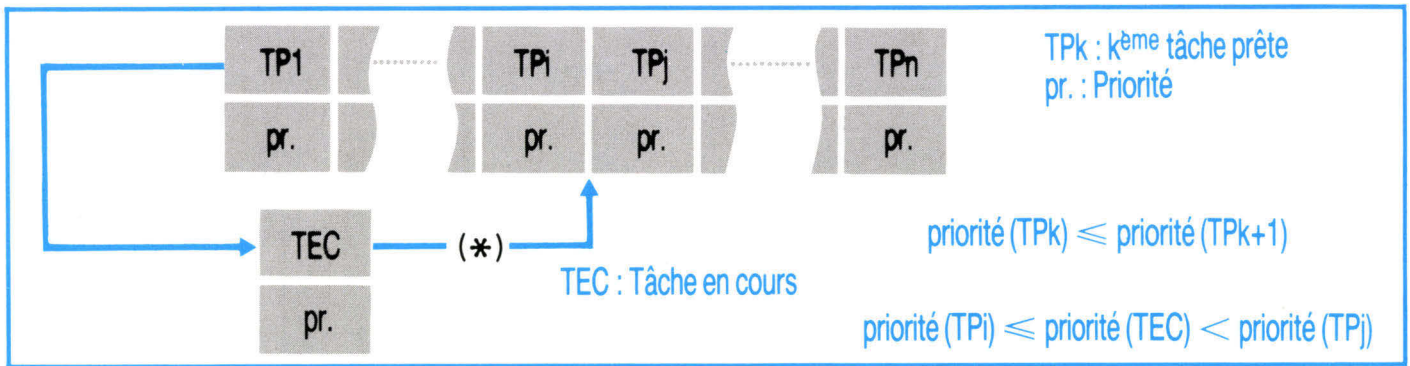 TP1 TPi TPj TPn
pr. pr. pr. pr.
TPk : kème tâche prête
pr. : Priorité
TEC (*)
pr.
TEC : Tâche en cours
priorité (TPk) ⩽ priorité (TPk+1)
priorité (TPi) ⩽ priorité (TEC) < priorité (TPj)